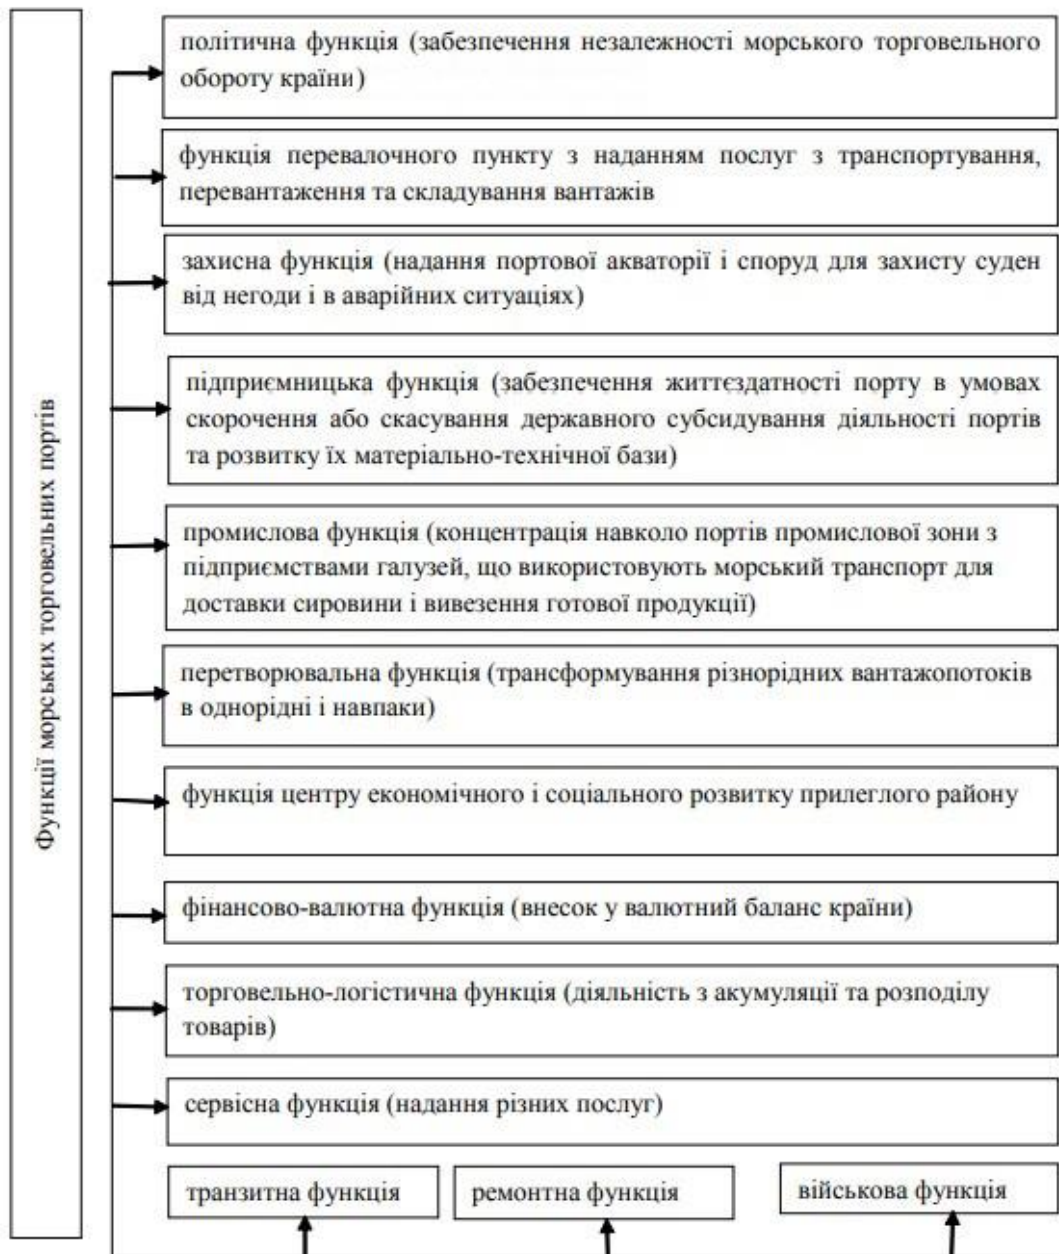 Функції морських торговельних портів
політична функція (забезпечення незалежності морського торговельного
обороту країни)
функція перевалочного пункту з наданням послуг з транспортування,
перевантаження та складування вантажів
захисна функція (надання портової акваторії і споруд для захисту суден
від негоди і в аварійних ситуаціях)
підприємницька функція (забезпечення життєздатності порту в умовах
скорочення або скасування державного субсидування діяльності портів
та розвитку їх матеріально-технічної бази)
промислова функція (концентрація навколо портів промислової зони з
підприємствами галузей, що використовують морський транспорт для
доставки сировини і вивезення готової продукції)
перетворювальна функція (трансформування різнорідних вантажопотоків
в однорідні і навпаки)
функція центру економічного і соціального розвитку прилеглого району
фінансово-валютна функція (внесок у валютний баланс країни)
торговельно-логістична функція (діяльність з акумуляції та розподілу
товарів)
сервісна функція (надання різних послуг)
транзитна функція
ремонтна функція
військова функція